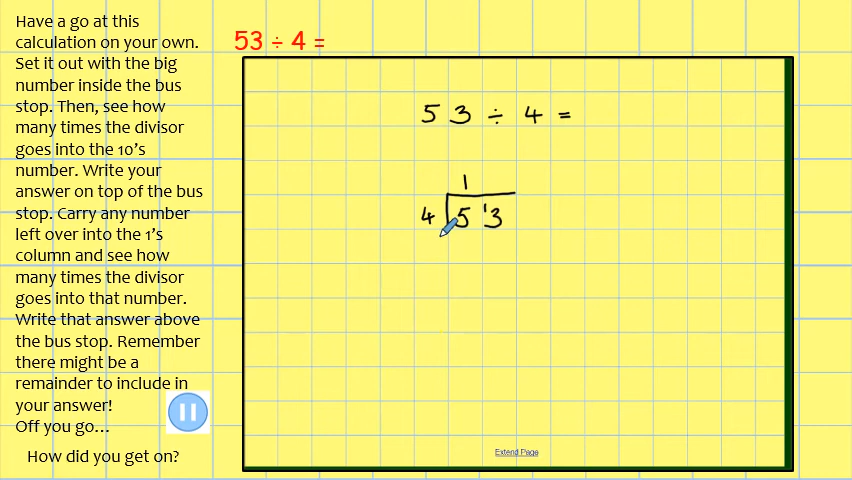 Have a go at this
calculation on your own.
Set it out with the big
number inside the bus
stop. Then, see how
many times the divisor
goes into the 10's
number. Write your
answer on top of the bus
stop. Carry any number
left over into the 1's
column and see how
many times the divisor
goes into that number.
Write that answer above
the bus stop. Remember
there might be a
remainder to include in
your answer!
Off you go...
How did you get on?
53 ÷ 4 =
5 3 ÷ 4 =
1
4 5 1 3
Extend Page